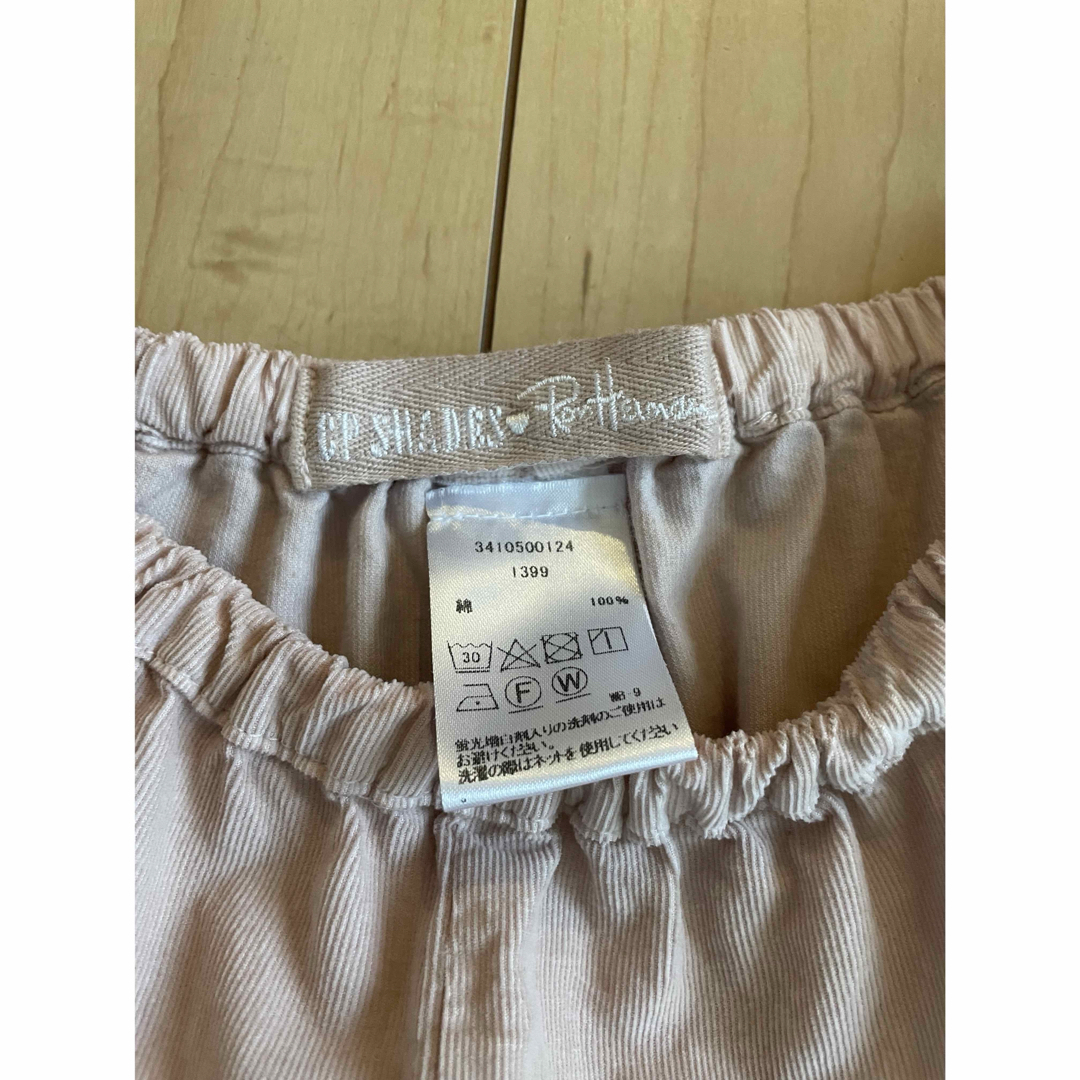 CP SHADES♥Ron Herman
3410500124
1399
綿 100%
30
F W
WB 9
蛍光増白剤入りの洗剤のご使用は
お避けください。
洗濯の際はネットを使用してください